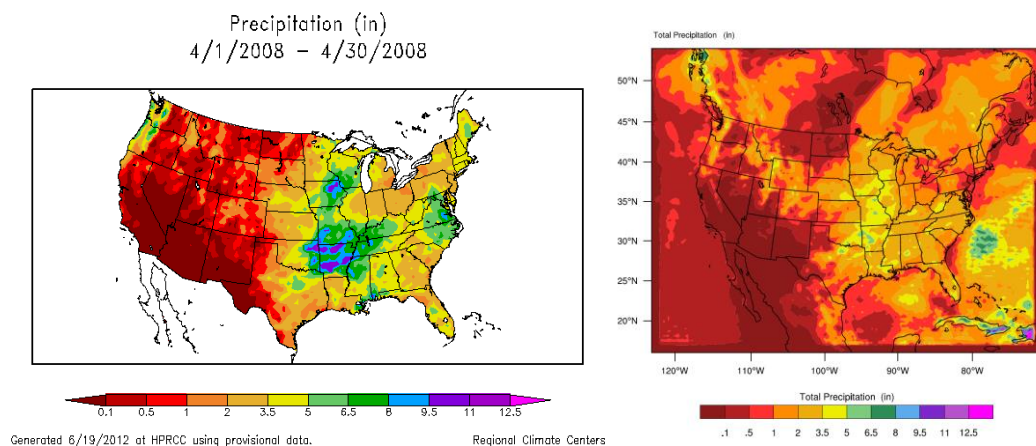 Precipitation (in)
4/1/2008 – 4/30/2008
0.1 0.5 1 2 3.5 5 6.5 8 9.5 11 12.5
Generated 6/19/2012 at HPRCC using provisional data. Regional Climate Centers
Total Precipitation (in)
50°N
45°N
40°N
35°N
30°N
25°N
20°N
120°W 110°W 100°W 90°W 80°W
Total Precipitation (in)
.1 .5 1 2 3.5 5 6.5 8 9.5 11 12.5